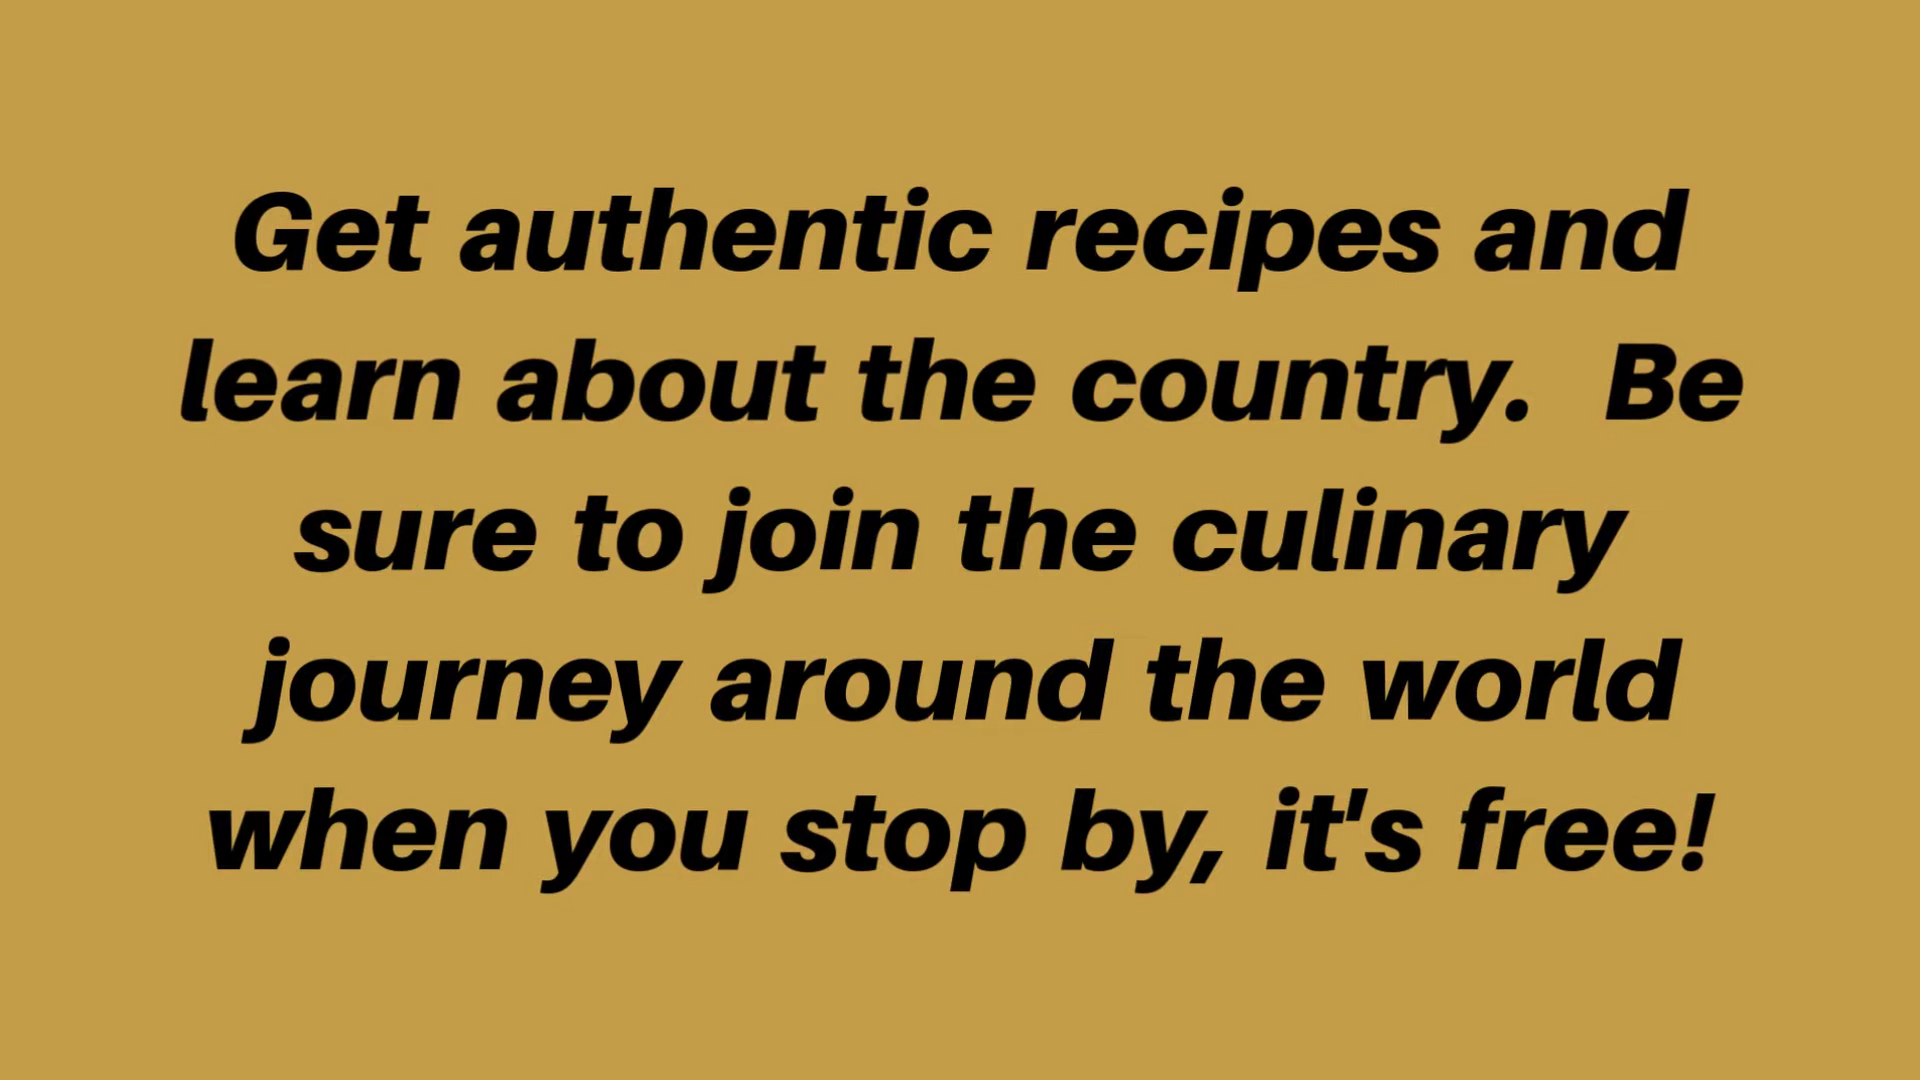 Get authentic recipes and
learn about the country.  Be
sure to join the culinary
journey around the world
when you stop by, it's free!